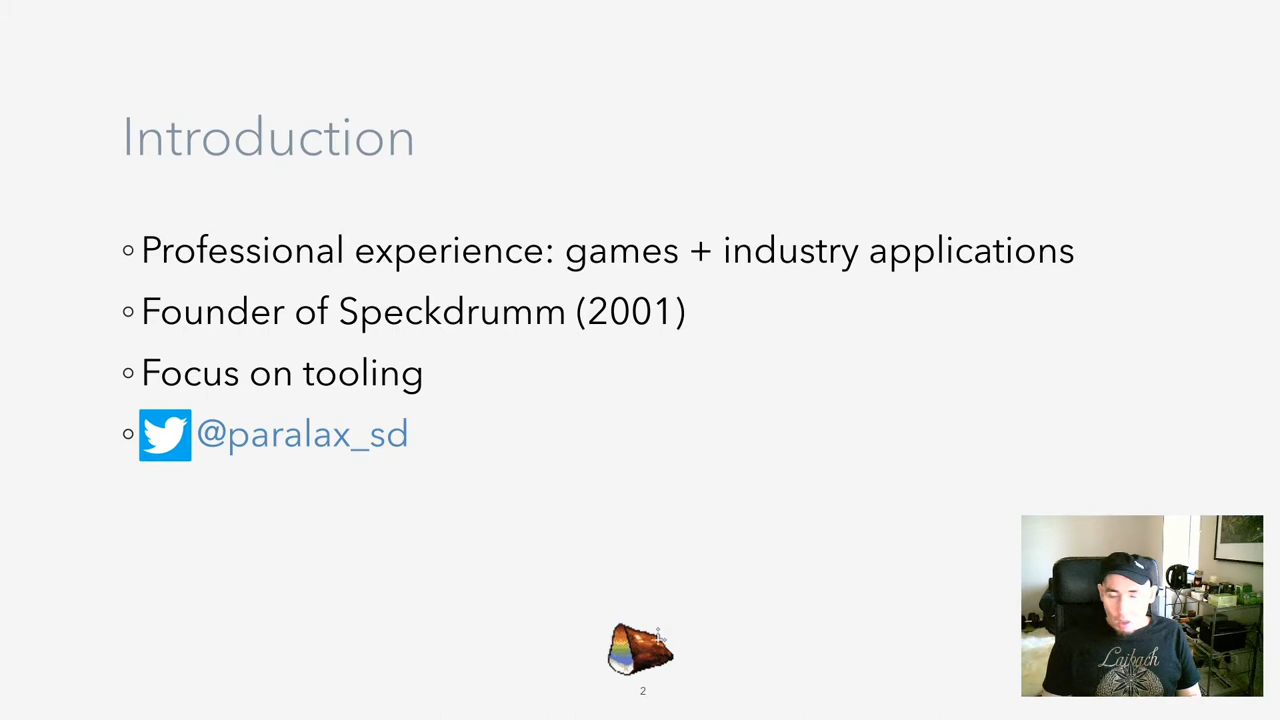 Introduction
◦ Professional experience: games + industry applications
◦ Founder of Speckdrumm (2001)
◦ Focus on tooling
◦ @paralax_sd
Laibach
2